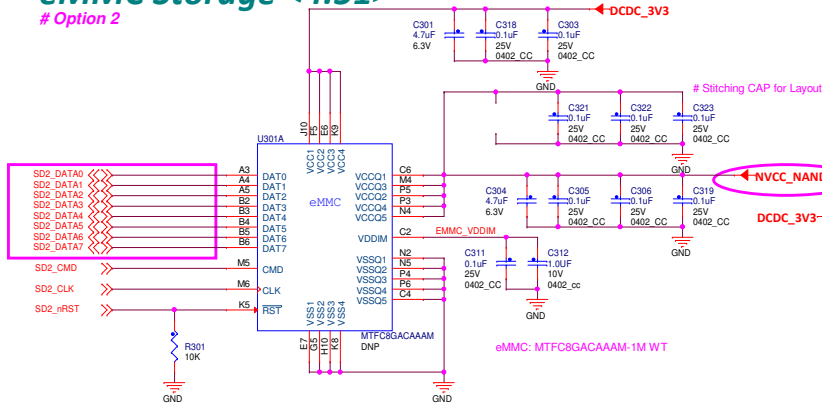 # Option 2
DCDC_3V3
C301
4.7uF
6.3V
C318
0.1uF
25V
0402_CC
C303
0.1uF
25V
0402_CC
GND
# Stitching CAP for Layout
J10
F5
E6
K9
U301A
VCC1
VCC2
VCC3
VCC4
C321
0.1uF
25V
0402_CC
C322
0.1uF
25V
0402_CC
C323
0.1uF
25V
0402_CC
GND
SD2_DATA0
SD2_DATA1
SD2_DATA2
SD2_DATA3
SD2_DATA4
SD2_DATA5
SD2_DATA6
SD2_DATA7
A3
A4
A5
B2
B3
B4
B5
B6
DAT0
DAT1
DAT2
DAT3
DAT4
DAT5
DAT6
DAT7
eMMC
VCCQ1
VCCQ3
VCCQ2
VCCQ4
VCCQ5
C6
M4
P5
P3
N4
NVCC_NAND
C304
4.7uF
6.3V
C305
0.1uF
25V
0402_CC
C306
0.1uF
25V
0402_CC
C319
0.1uF
25V
0402_CC
GND
DCDC_3V3
VDDIM
C2
EMMC_VDDIM
C311
0.1uF
25V
0402_CC
C312
1.0UF
10V
0402_cc
GND
SD2_CMD
M5
CMD
SD2_CLK
M6
CLK
SD2_nRST
K5
RST
VSSQ1
VSSQ2
VSSQ3
VSSQ4
VSSQ5
N2
N5
P4
P6
C4
VSS1
VSS2
VSS3
VSS4
E7
G5
H10
K8
MTFC8GACAAAM
DNP
R301
10K
GND
GND
eMMC: MTFC8GACAAAM-1M WT